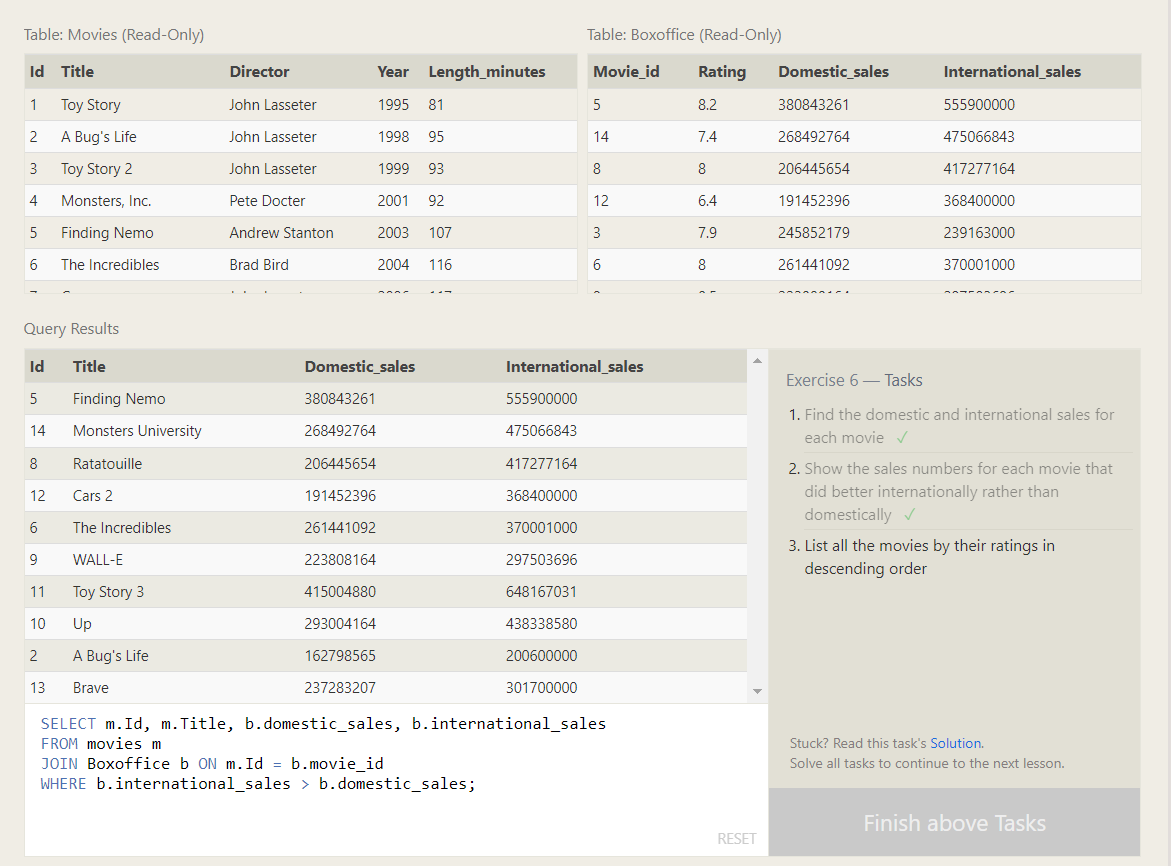 Table: Movies (Read-Only)
Id Title Director Year Length_minutes
1 Toy Story John Lasseter 1995 81
2 A Bug's Life John Lasseter 1998 95
3 Toy Story 2 John Lasseter 1999 93
4 Monsters, Inc. Pete Docter 2001 92
5 Finding Nemo Andrew Stanton 2003 107
6 The Incredibles Brad Bird 2004 116
Table: Boxoffice (Read-Only)
Movie_id Rating Domestic_sales International_sales
5 8.2 380843261 555900000
14 7.4 268492764 475066843
8 8 206445654 417277164
12 6.4 191452396 368400000
3 7.9 245852179 239163000
6 8 261441092 370001000
Query Results
Id Title Domestic_sales International_sales
5 Finding Nemo 380843261 555900000
14 Monsters University 268492764 475066843
8 Ratatouille 206445654 417277164
12 Cars 2 191452396 368400000
6 The Incredibles 261441092 370001000
9 WALL-E 223808164 297503696
11 Toy Story 3 415004880 648167031
10 Up 293004164 438338580
2 A Bug's Life 162798565 200600000
13 Brave 237283207 301700000
SELECT m.Id, m.Title, b.domestic_sales, b.international_sales
FROM movies m
JOIN Boxoffice b ON m.Id = b.movie_id
WHERE b.international_sales > b.domestic_sales;
RESET
Exercise 6 — Tasks
1. Find the domestic and international sales for
each movie ✓
2. Show the sales numbers for each movie that
did better internationally rather than
domestically ✓
3. List all the movies by their ratings in
descending order
Stuck? Read this task's Solution.
Solve all tasks to continue to the next lesson.
Finish above Tasks